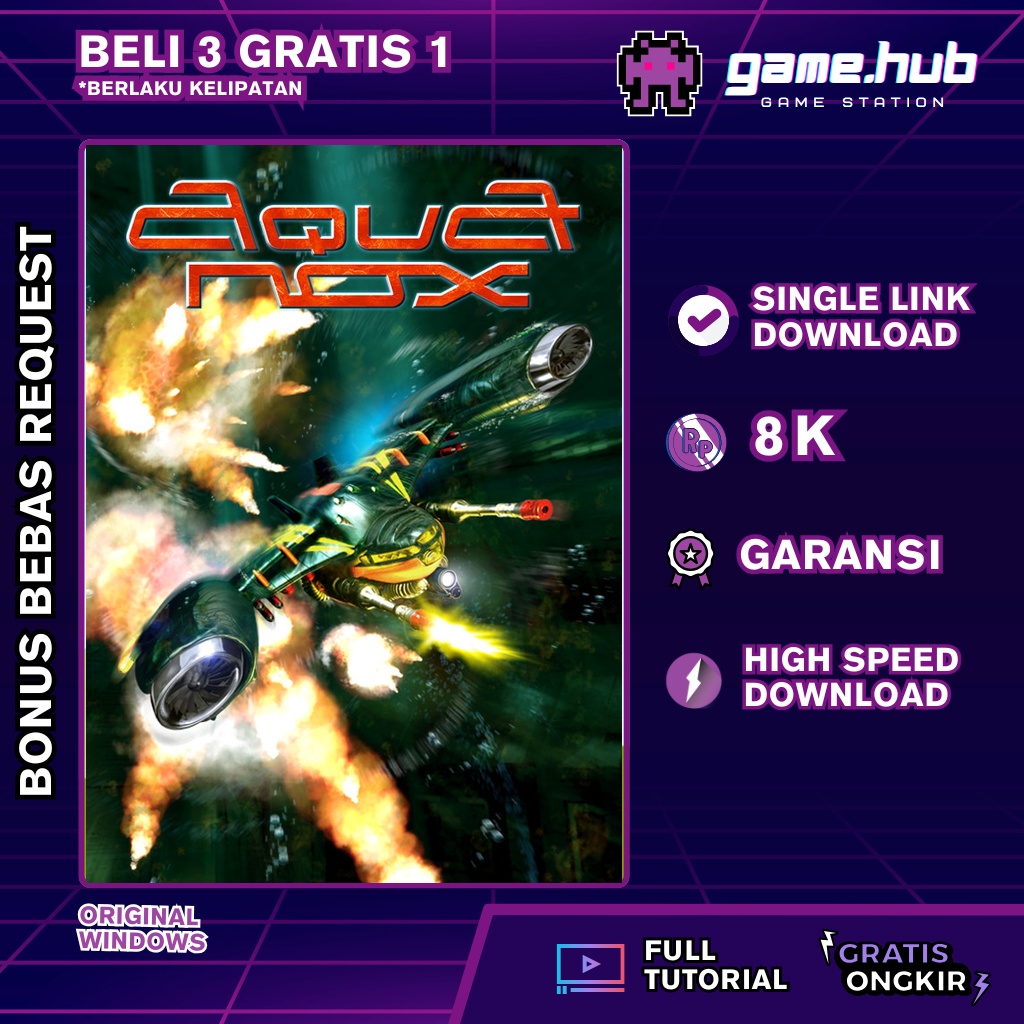 BELI 3 GRATIS 1
*BERLAKU KELIPATAN
game.hub
GAME STATION
BONUS BEBAS REQUEST
AQUA
NOX
SINGLE LINK
DOWNLOAD
RP
8K
GARANSI
HIGH SPEED
DOWNLOAD
ORIGINAL
WINDOWS
FULL
TUTORIAL
GRATIS
ONGKIR